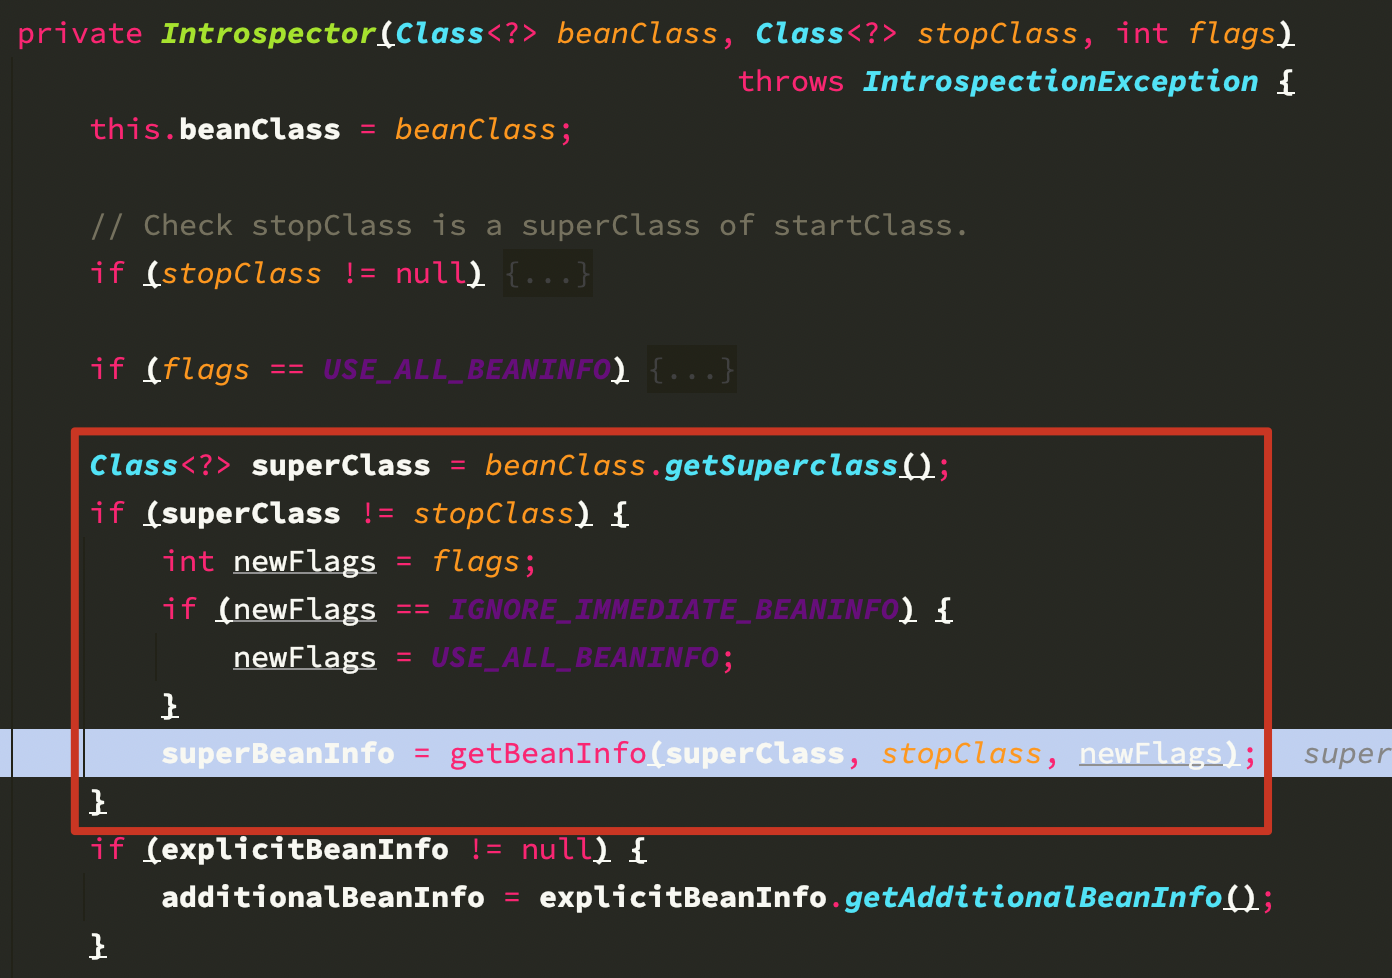 private Introspector(Class<?> beanClass, Class<?> stopClass, int flags)
throws IntrospectionException {
this.beanClass = beanClass;
// Check stopClass is a superClass of startClass.
if (stopClass != null) {...}
if (flags == USE_ALL_BEANINFO) {...}
Class<?> superClass = beanClass.getSuperclass();
if (superClass != stopClass) {
int newFlags = flags;
if (newFlags == IGNORE_IMMEDIATE_BEANINFO) {
newFlags = USE_ALL_BEANINFO;
}
superBeanInfo = getBeanInfo(superClass, stopClass, newFlags); super
}
if (explicitBeanInfo != null) {
additionalBeanInfo = explicitBeanInfo.getAdditionalBeanInfo();
}